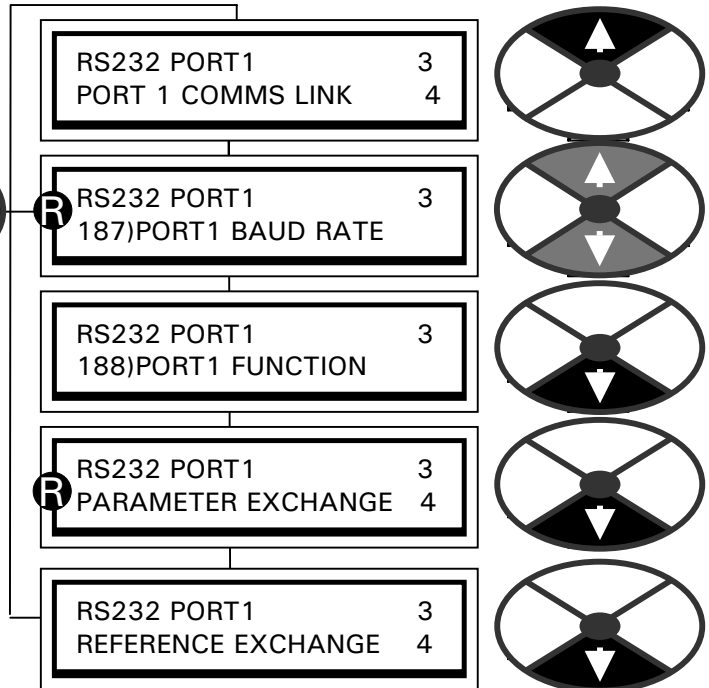 RS232 PORT1 3
PORT 1 COMMS LINK 4
R
RS232 PORT1 3
187)PORT1 BAUD RATE
RS232 PORT1 3
188)PORT1 FUNCTION
R
RS232 PORT1 3
PARAMETER EXCHANGE 4
RS232 PORT1 3
REFERENCE EXCHANGE 4